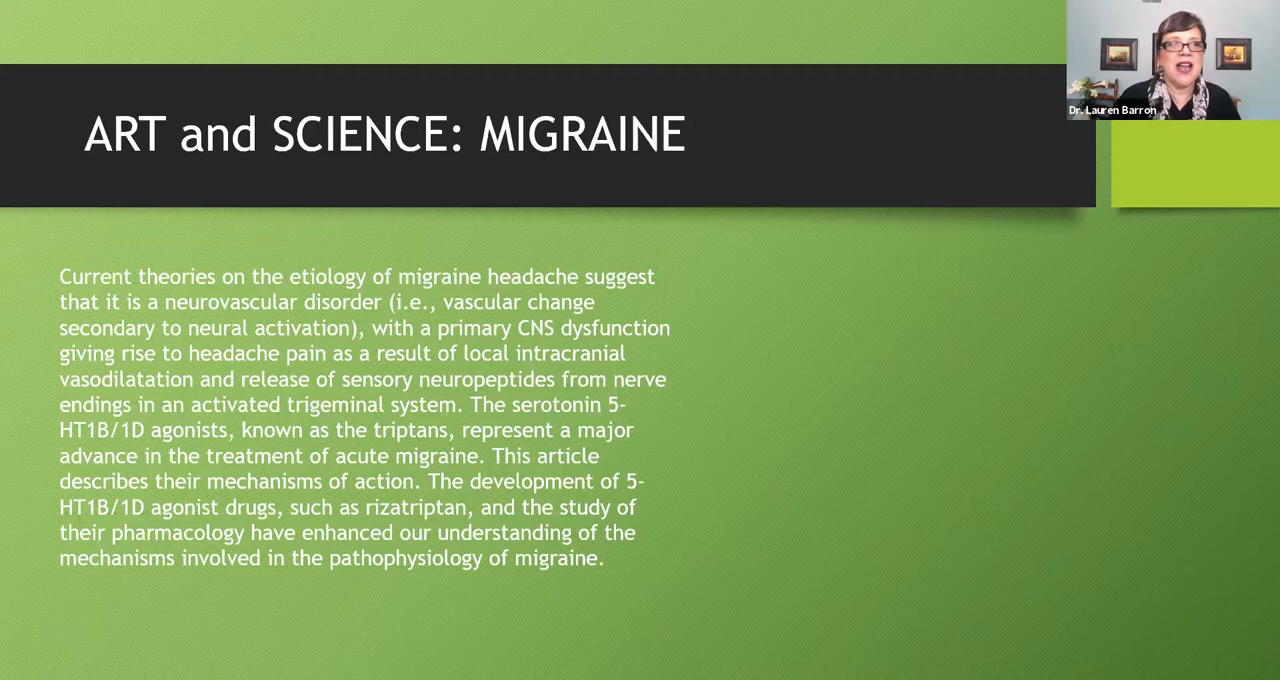 Dr. Lauren Barron
ART and SCIENCE: MIGRAINE
Current theories on the etiology of migraine headache suggest
that it is a neurovascular disorder (i.e., vascular change
secondary to neural activation), with a primary CNS dysfunction
giving rise to headache pain as a result of local intracranial
vasodilatation and release of sensory neuropeptides from nerve
endings in an activated trigeminal system. The serotonin 5-
HT1B/1D agonists, known as the triptans, represent a major
advance in the treatment of acute migraine. This article
describes their mechanisms of action. The development of 5-
HT1B/1D agonist drugs, such as rizatriptan, and the study of
their pharmacology have enhanced our understanding of the
mechanisms involved in the pathophysiology of migraine.